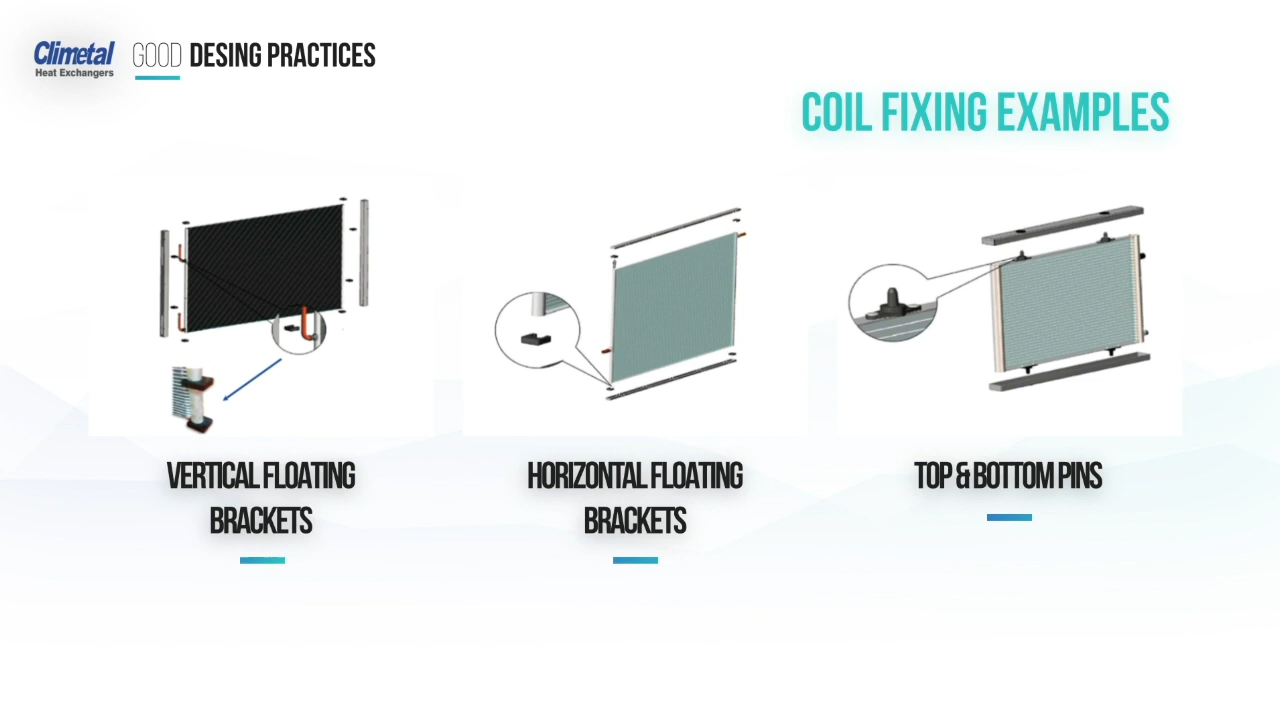 Climetal
Heat Exchangers
GOOD DESING PRACTICES
COIL FIXING EXAMPLES
VERTICAL FLOATING
BRACKETS
HORIZONTAL FLOATING
BRACKETS
TOP & BOTTOM PINS